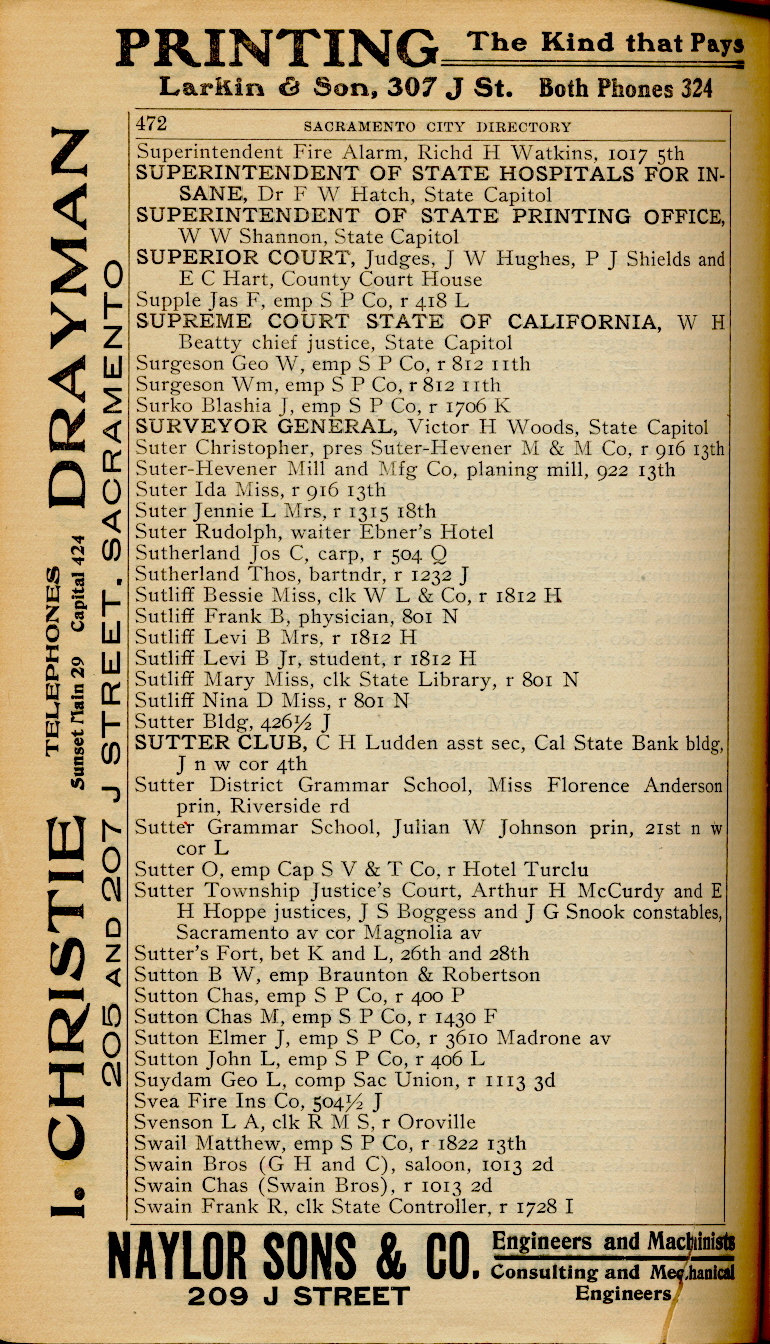 PRINTING The Kind that Pays
Larkin & Son, 307 J St. Both Phones 324
472 SACRAMENTO CITY DIRECTORY
Superintendent Fire Alarm, Richd H Watkins, 1017 5th
SUPERINTENDENT OF STATE HOSPITALS FOR IN-
SANE, Dr F W Hatch, State Capitol
SUPERINTENDENT OF STATE PRINTING OFFICE,
W W Shannon, State Capitol
SUPERIOR COURT, Judges, J W Hughes, P J Shields and
E C Hart, County Court House
Supple Jas F, emp S P Co, r 418 L
SUPREME COURT STATE OF CALIFORNIA, W H
Beatty chief justice, State Capitol
Surgeson Geo W, emp S P Co, r 812 11th
Surgeson Wm, emp S P Co, r 812 11th
Surko Blashia J, emp S P Co, r 1706 K
SURVEYOR GENERAL, Victor H Woods, State Capitol
Suter Christopher, pres Suter-Hevener M & M Co, r 916 13th
Suter-Hevener Mill and Mfg Co, planing mill, 922 13th
Suter Ida Miss, r 916 13th
Suter Jennie L Mrs, r 1315 18th
Suter Rudolph, waiter Ebner's Hotel
Sutherland Jos C, carp, r 504 Q
Sutherland Thos, bartndr, r 1232 J
Sutliff Bessie Miss, clk W L & Co, r 1812 H
Sutliff Frank B, physician, 801 N
Sutliff Levi B Mrs, r 1812 H
Sutliff Levi B Jr, student, r 1812 H
Sutliff Mary Miss, clk State Library, r 801 N
Sutliff Nina D Miss, r 801 N
Sutter Bldg, 426½ J
SUTTER CLUB, C H Ludden asst sec, Cal State Bank bldg,
J n w cor 4th
Sutter District Grammar School, Miss Florence Anderson
prin, Riverside rd
Sutter Grammar School, Julian W Johnson prin, 21st n w
cor L
Sutter O, emp Cap S V & T Co, r Hotel Turclu
Sutter Township Justice's Court, Arthur H McCurdy and E
H Hoppe justices, J S Boggess and J G Snook constables,
Sacramento av cor Magnolia av
Sutter's Fort, bet K and L, 26th and 28th
Sutton B W, emp Braunton & Robertson
Sutton Chas, emp S P Co, r 400 P
Sutton Chas M, emp S P Co, r 1430 F
Sutton Elmer J, emp S P Co, r 3610 Madrone av
Sutton John L, emp S P Co, r 406 L
Suydam Geo L, comp Sac Union, r 1113 3d
Svea Fire Ins Co, 504½ J
Svenson L A, clk R M S, r Oroville
Swail Matthew, emp S P Co, r 1822 13th
Swain Bros (G H and C), saloon, 1013 2d
Swain Chas (Swain Bros), r 1013 2d
Swain Frank R, clk State Controller, r 1728 I
I. CHRISTIE DRAYMAN
TELEPHONES
Sunset Main 29 Capital 424
205 AND 207 J STREET, SACRAMENTO
NAYLOR SONS & CO. Engineers and Machinists
Consulting and Mechanical
209 J STREET Engineers